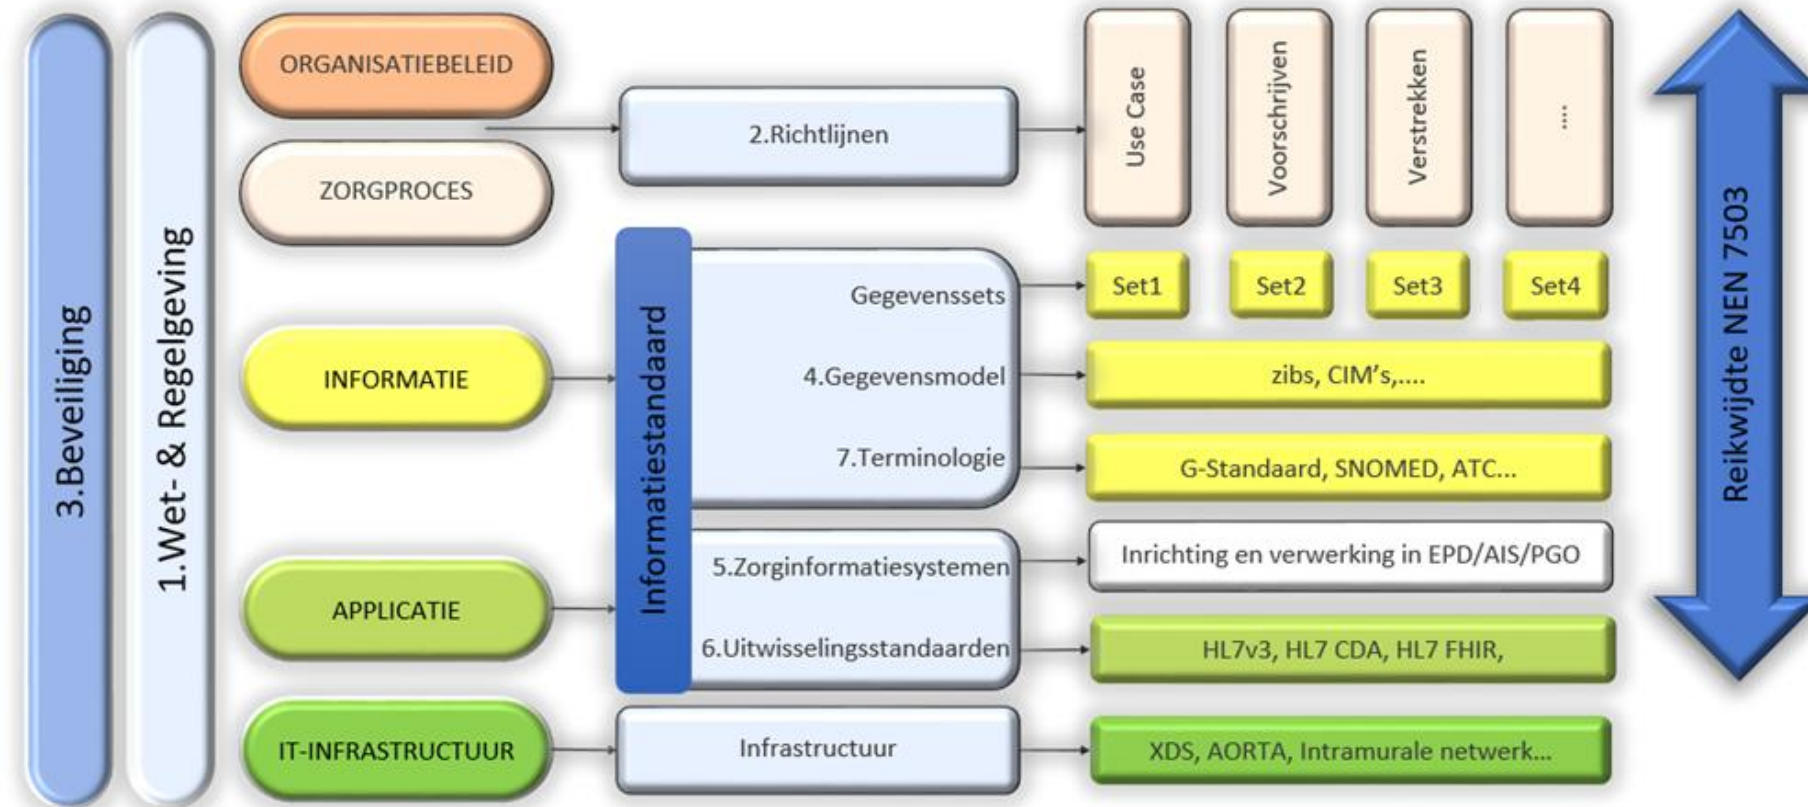 3.Beveiliging
1.Wet- & Regelgeving
ORGANISATIEBELEID
ZORGPROCES
INFORMATIE
APPLICATIE
IT-INFRASTRUCTUUR
2.Richtlijnen
Informatiestandaard
Gegevenssets
4.Gegevensmodel
7.Terminologie
5.Zorginformatiesystemen
6.Uitwisselingsstandaarden
Infrastructuur
Use Case
Voorschrijven
Verstrekken
....
Set1
Set2
Set3
Set4
zibs, CIM's,....
G-Standaard, SNOMED, ATC...
Inrichting en verwerking in EPD/AIS/PGO
HL7v3, HL7 CDA, HL7 FHIR,
XDS, AORTA, Intramurale netwerk...
Reikwijdte NEN 7503